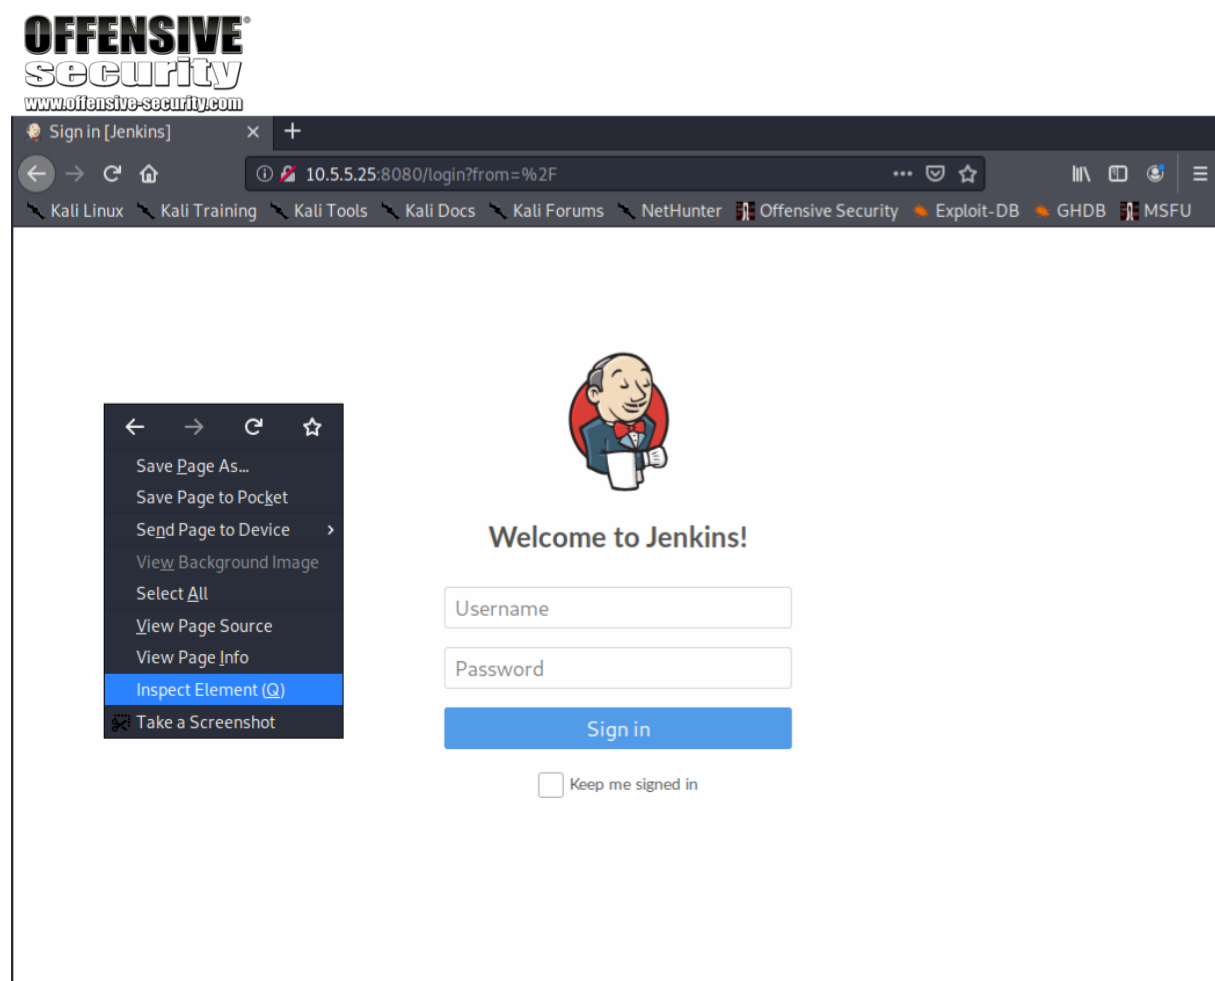 OFFENSIVE®
security
www.offensive-security.com
Sign in [Jenkins]
10.5.5.25:8080/login?from=%2F
Kali Linux Kali Training Kali Tools Kali Docs Kali Forums NetHunter Offensive Security Exploit-DB GHDB MSFU
Save Page As...
Save Page to Pocket
Send Page to Device
View Background Image
Select All
View Page Source
View Page Info
Inspect Element (Q)
Take a Screenshot
Welcome to Jenkins!
Username
Password
Sign in
Keep me signed in